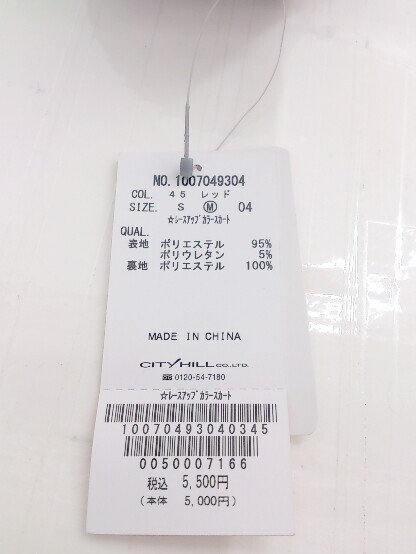 NO. 1007049304
COL. 45 レッド
SIZE. S Ⓜ 04
☆ﾚｰｽｱｯﾌﾟｶﾗｰｽｶｰﾄ
QUAL.
表地 ポリエステル 95%
ポリウレタン 5%
裏地 ポリエステル 100%
MADE IN CHINA
CITY HILL CO.,LTD.
0120-54-7180
☆ﾚｰｽｱｯﾌﾟｶﾗｰｽｶｰﾄ
10070493040345
0050007166
税込 5,500円
(本体 5,000円)